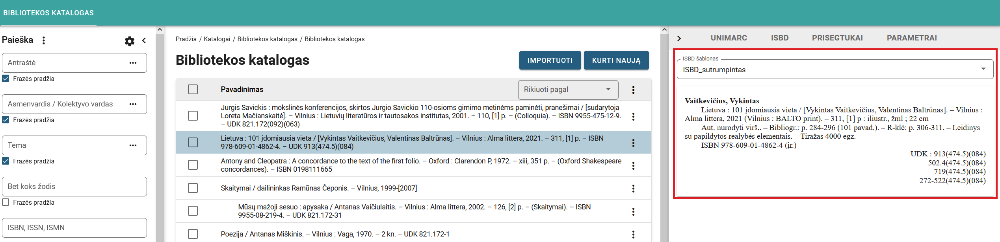 BIBLIOTEKOS KATALOGAS
Paieška
Antraštė
Frazės pradžia
Asmenvardis / Kolektyvo vardas
Frazės pradžia
Tema
Frazės pradžia
Bet koks žodis
Frazės pradžia
ISBN, ISSN, ISMN
Pradžia / Katalogai / Bibliotekos katalogas / Bibliotekos katalogas
Bibliotekos katalogas
IMPORTUOTI
KURTI NAUJĄ
Pavadinimas
Rikiuoti pagal
Jurgis Savickis : mokslinės konferencijos, skirtos Jurgio Savickio 110-osioms gimimo metinėms paminėti, pranešimai / [sudarytoja
Loreta Mačianskaitė]. – Vilnius : Lietuvių literatūros ir tautosakos institutas, 2001. – 110, [1] p. – (Colloquia). – ISBN 9955-475-12-9.
– UDK 821.172(092)(063)
Lietuva : 101 įdomiausia vieta / [Vykintas Vaitkevičius, Valentinas Baltrūnas]. – Vilnius : Alma littera, 2021. – 311, [1] p. – ISBN
978-609-01-4862-4. – UDK 913(474.5)(084)
Antony and Cleopatra : A concordance to the text of the first folio. – Oxford : Clarendon P, 1972. – xiii, 351 p. – (Oxford Shakespeare
concordances). – ISBN 0198111665
Skaitymai / dailininkas Ramūnas Čeponis. – Vilnius, 1999-[2007]
Mūsų mažoji sesuo : apysaka / Antanas Vaičiulaitis. – Vilnius : Alma littera, 2002. – 126, [2] p. – (Skaitymai). – ISBN
9955-08-219-4. – UDK 821.172-31
Poezija / Antanas Miškinis. – Vilnius : Vaga, 1970. – 2 kn. – UDK 821.172-1
UNIMARC
ISBD
PRISEGTUKAI
PARAMETRAI
ISBD šablonas
ISBD_sutrumpintas
Vaitkevičius, Vykintas
Lietuva : 101 įdomiausia vieta / [Vykintas Vaitkevičius, Valentinas Baltrūnas]. – Vilnius :
Alma littera, 2021 (Vilnius : BALTO print). – 311, [1] p : iliustr., žml ; 22 cm
Aut. nurodyti virš.. – Bibliogr.: p. 284-296 (101 pavad.). – R-klė: p. 306-311. – Leidinys
su papildytos realybės elementais. – Tiražas 4000 egz.
ISBN 978-609-01-4862-4 (įr.)
UDK : 913(474.5)(084)
502.4(474.5)(084)
719(474.5)(084)
272-522(474.5)(084)